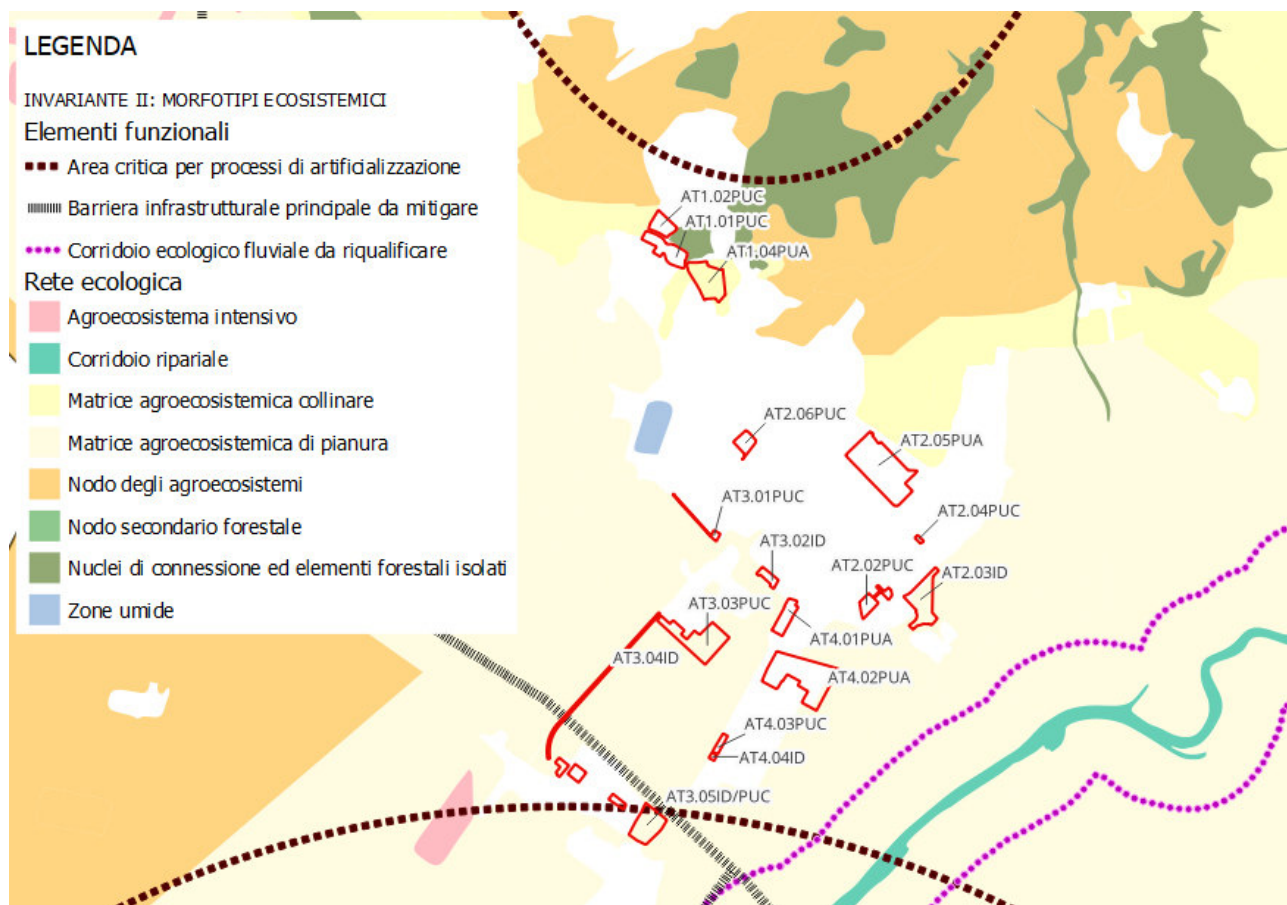 LEGENDA
INVARIANTE II: MORFOTIPI ECOSISTEMICI
Elementi funzionali
Area critica per processi di artificializzazione
Barriera infrastrutturale principale da mitigare
Corridoio ecologico fluviale da riqualificare
Rete ecologica
Agroecosistema intensivo
Corridoio ripariale
Matrice agroecosistemica collinare
Matrice agroecosistemica di pianura
Nodo degli agroecosistemi
Nodo secondario forestale
Nuclei di connessione ed elementi forestali isolati
Zone umide
AT1.02PUC
AT1.01PUC
AT1.04PUA
AT2.06PUC
AT2.05PUA
AT3.01PUC
AT2.04PUC
AT3.02ID
AT2.02PUC
AT2.03ID
AT3.03PUC
AT4.01PUA
AT3.04ID
AT4.02PUA
AT4.03PUC
AT4.04ID
AT3.05ID/PUC